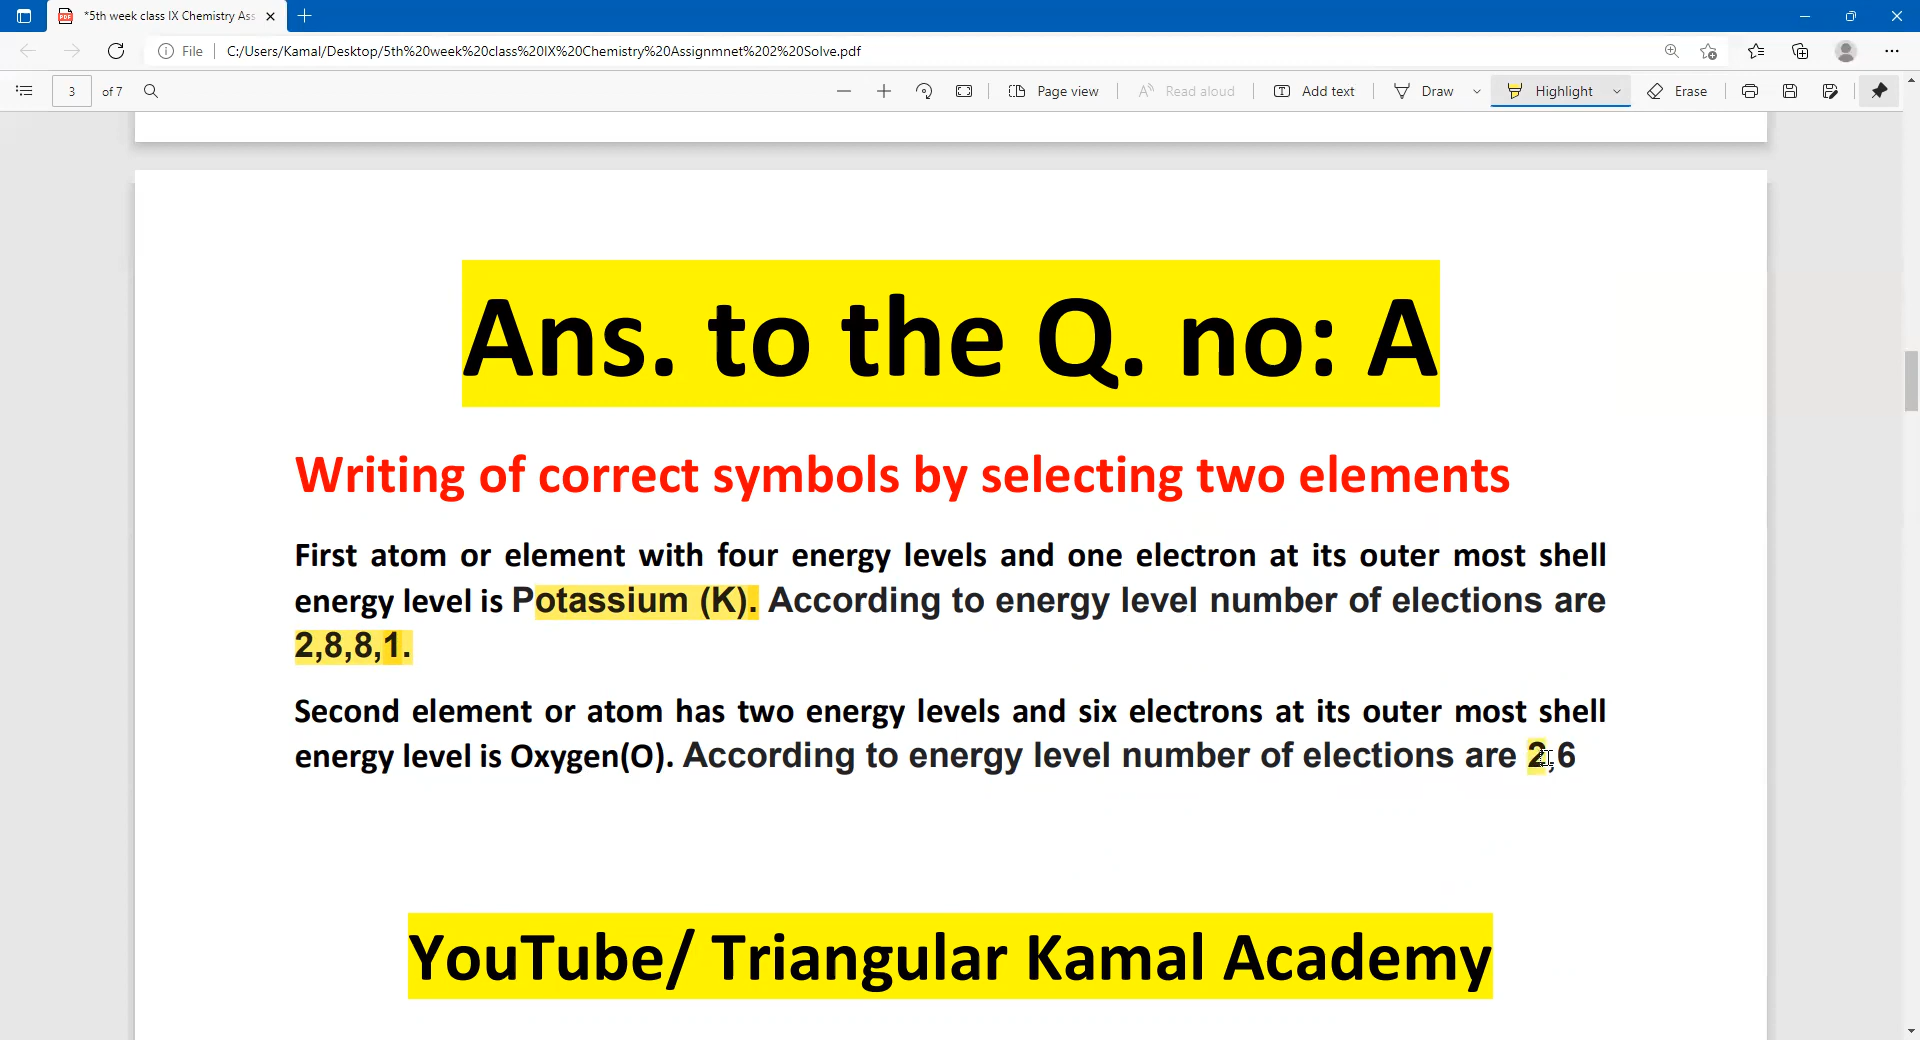 *5th week class IX Chemistry Ass
File
C:/Users/Kamal/Desktop/5th%20week%20class%20IX%20Chemistry%20Assignmnet%202%20Solve.pdf
3 of 7
Page view
Read aloud
Add text
Draw
Highlight
Erase
Ans. to the Q. no: A
Writing of correct symbols by selecting two elements
First atom or element with four energy levels and one electron at its outer most shell
energy level is Potassium (K). According to energy level number of elections are
2,8,8,1.
Second element or atom has two energy levels and six electrons at its outer most shell
energy level is Oxygen(O). According to energy level number of elections are 2,6
YouTube/ Triangular Kamal Academy